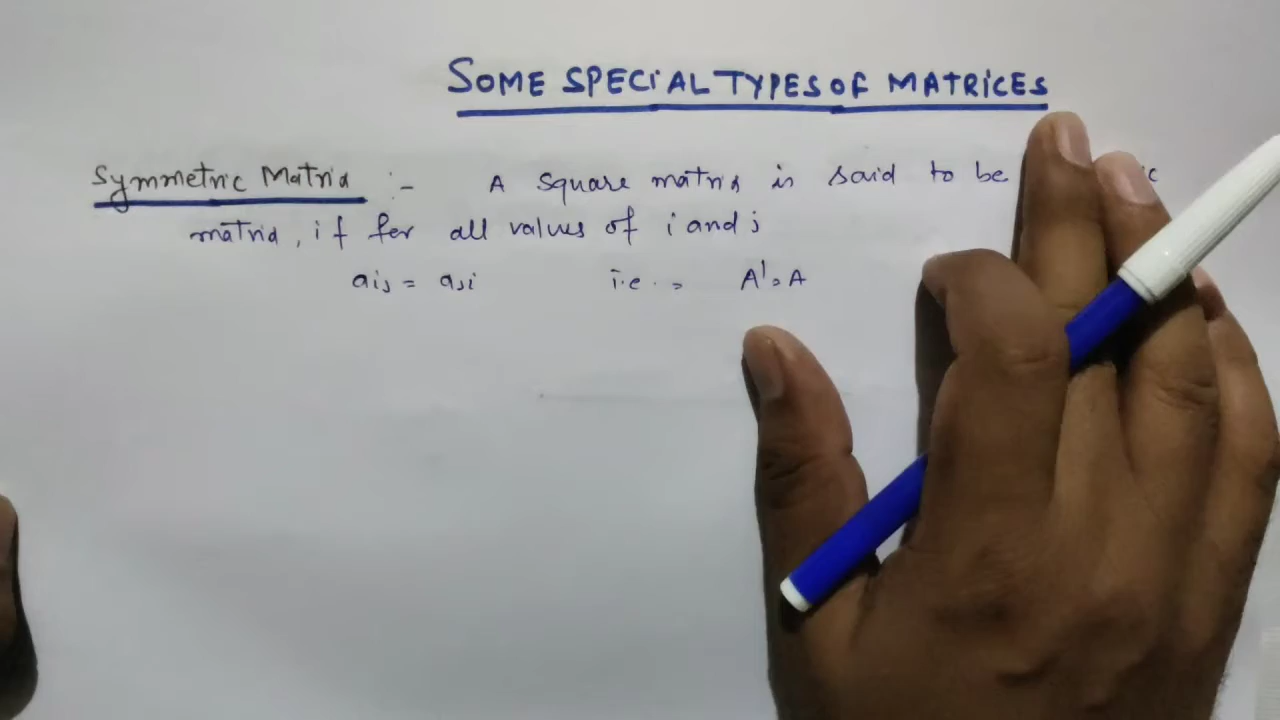 SOME SPECIAL TYPES OF MATRICES
Symmetric Matrix :- A square matrix is said to be
matrix, if for all values of i and j
aij = aji i.e., A' = A